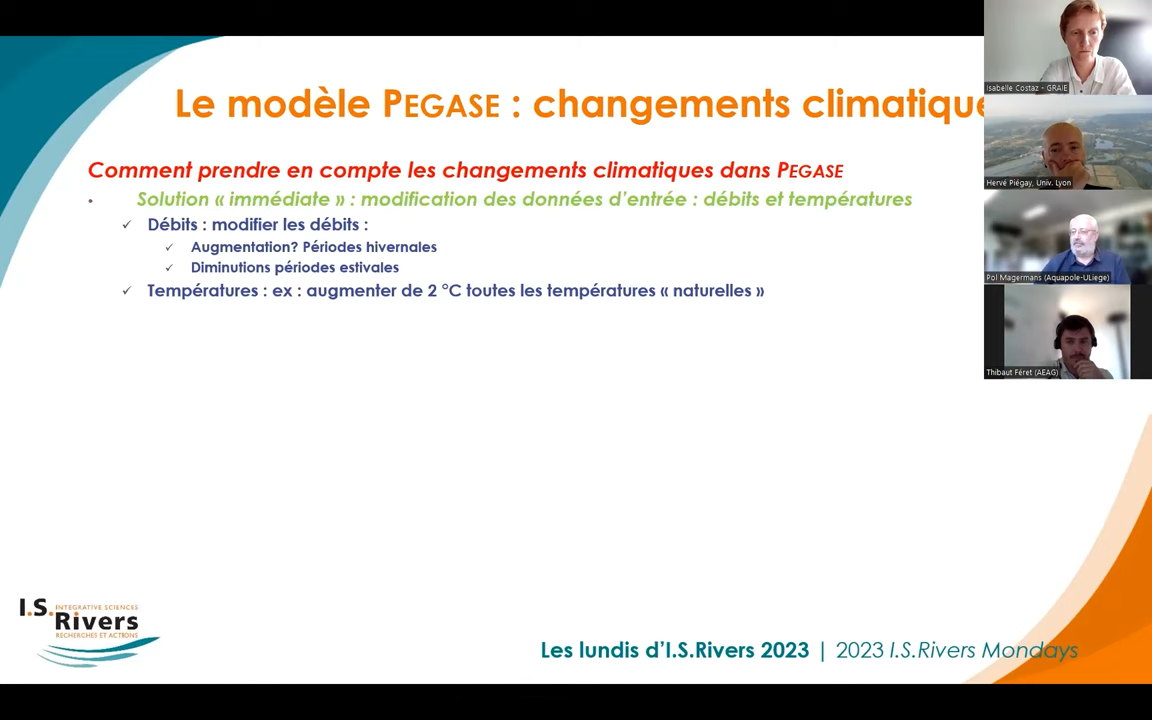 Le modèle PEGASE : changements climatique
Comment prendre en compte les changements climatiques dans PEGASE
• Solution « immédiate » : modification des données d’entrée : débits et températures
✓ Débits : modifier les débits :
✓ Augmentation? Périodes hivernales
✓ Diminutions périodes estivales
✓ Températures : ex : augmenter de 2 °C toutes les températures « naturelles »
Isabelle Costaz - GRAIE
Hervé Piégay, Univ. Lyon
Pol Magermans (Aquapole-ULiege)
Thibaut Féret (AEAG)
I.S. INTEGRATIVE SCIENCES
Rivers
RECHERCHES ET ACTIONS
Les lundis d’I.S.Rivers 2023 | 2023 I.S.Rivers Mondays